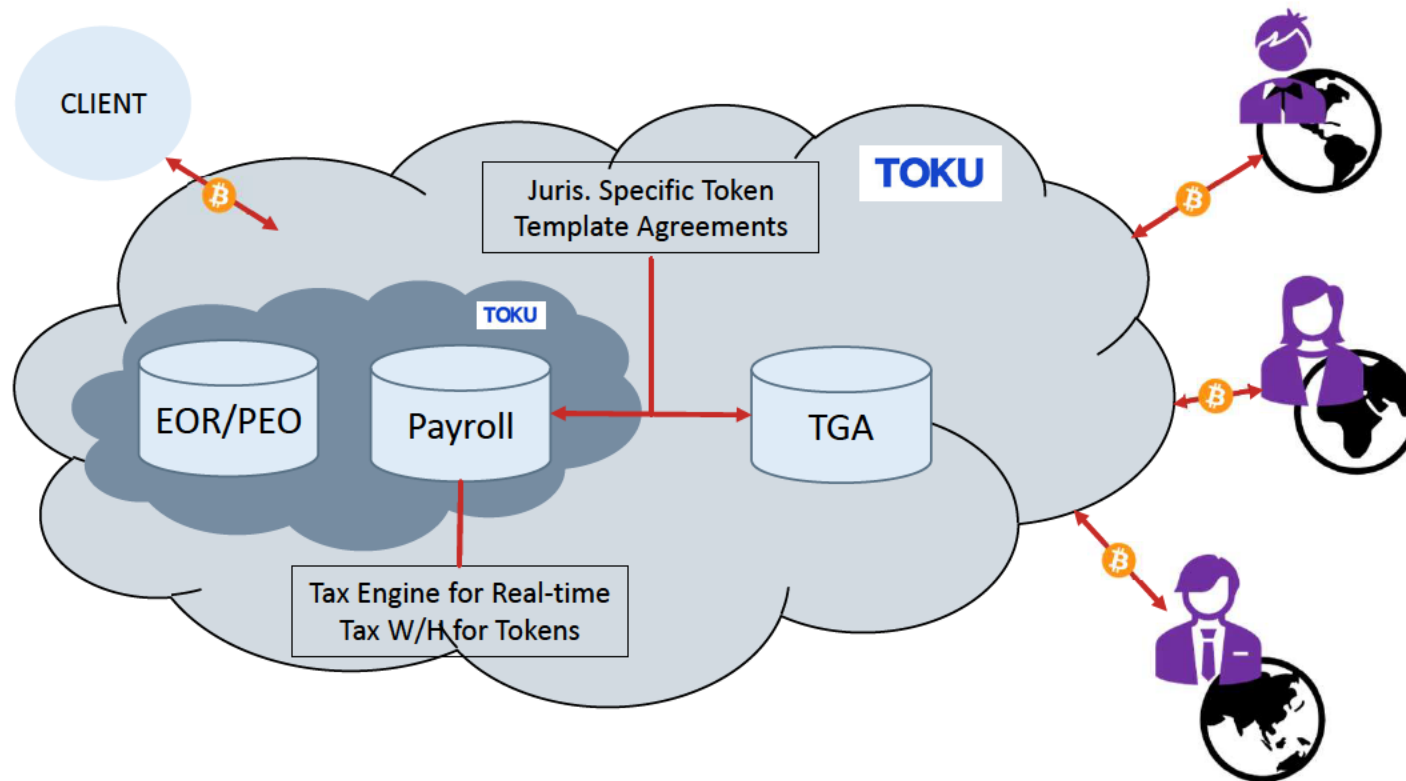 CLIENT
TOKU
Juris. Specific Token
Template Agreements
TOKU
EOR/PEO
Payroll
TGA
Tax Engine for Real-time
Tax W/H for Tokens